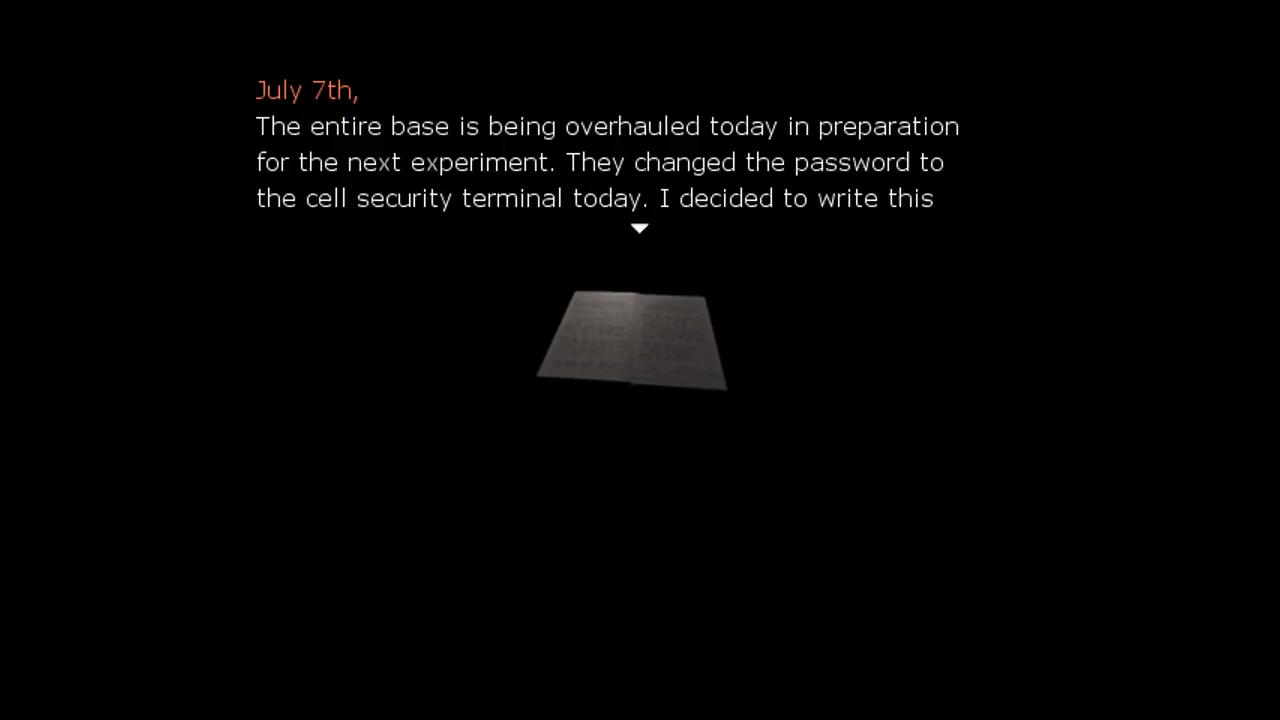 July 7th,
The entire base is being overhauled today in preparation
for the next experiment. They changed the password to
the cell security terminal today. I decided to write this